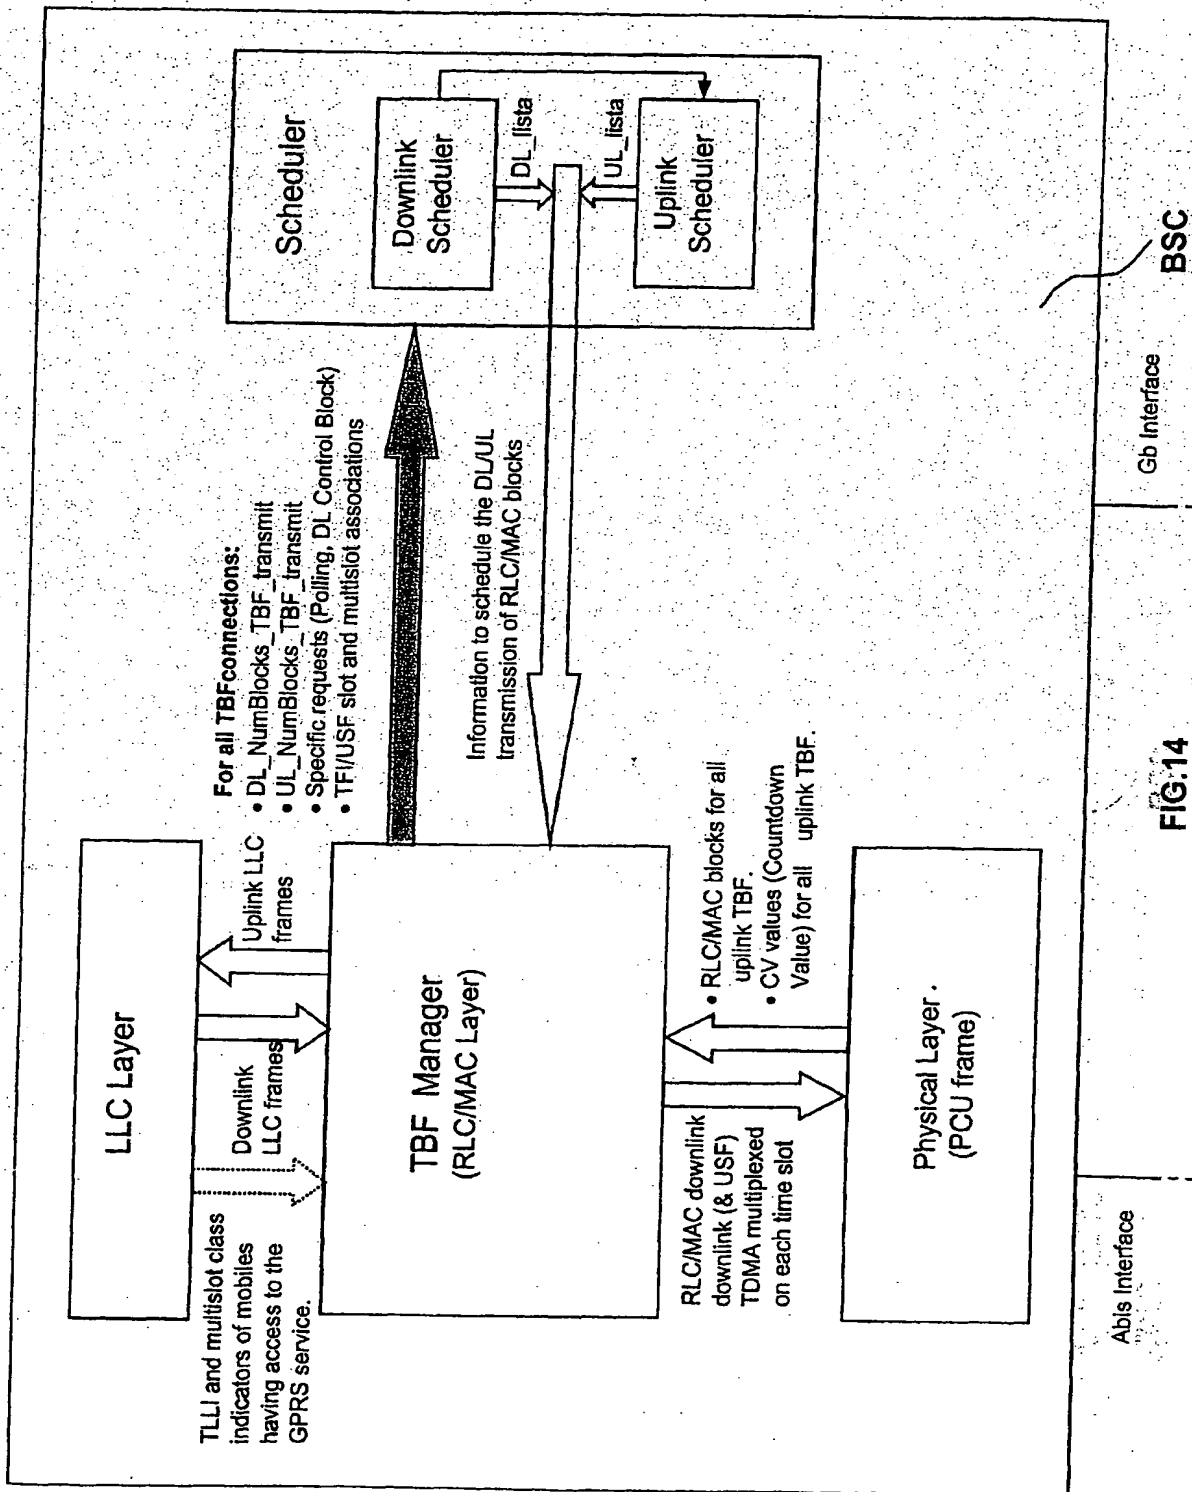 LLC Layer
TLLI and multislot class
indicators of mobiles
having access to the
GPRS service.
Downlink
LLC frames
Uplink LLC
frames
For all TBFconnections:
• DL_NumBlocks_TBF_transmit
• UL_NumBlocks_TBF_transmit
• Specific requests (Polling, DL Control Block)
• TFI/USF slot and multislot associations
Scheduler
Downlink
Scheduler
DL_lista
UL_lista
Uplink
Scheduler
TBF Manager
(RLC/MAC Layer)
Information to schedule the DL/UL
transmission of RLC/MAC blocks
RLC/MAC downlink
downlink (& USF)
TDMA multiplexed
on each time slot
• RLC/MAC blocks for all
uplink TBF.
• CV values (Countdown
Value) for all uplink TBF.
Physical Layer.
(PCU frame)
Abis Interface
Gb Interface
BSC
FIG.14